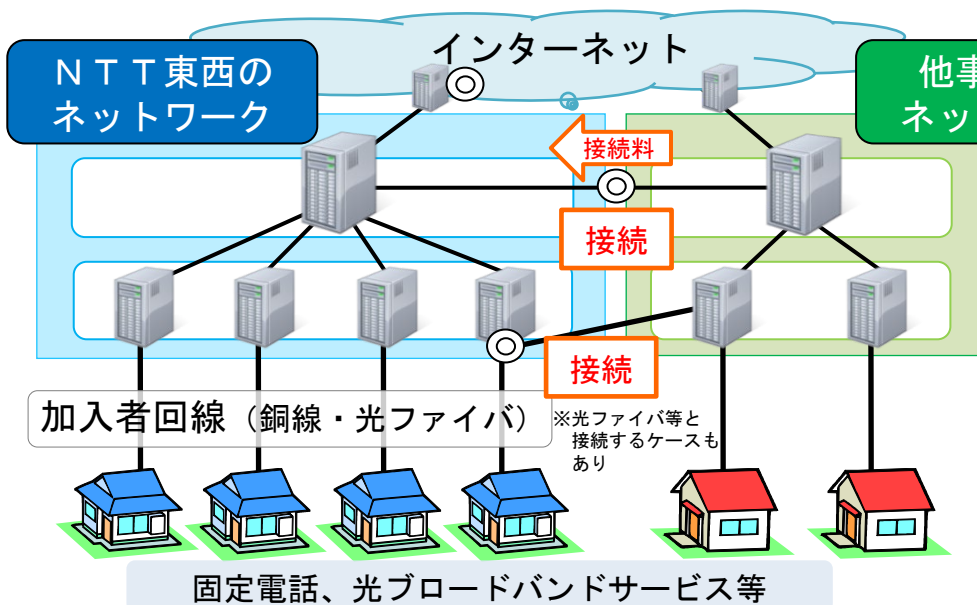 インターネット
ＮＴＴ東西の
ネットワーク
他事
ネッ
接続料
接続
接続
加入者回線（銅線・光ファイバ）
※光ファイバ等と
接続するケースも
あり
固定電話、光ブロードバンドサービス等